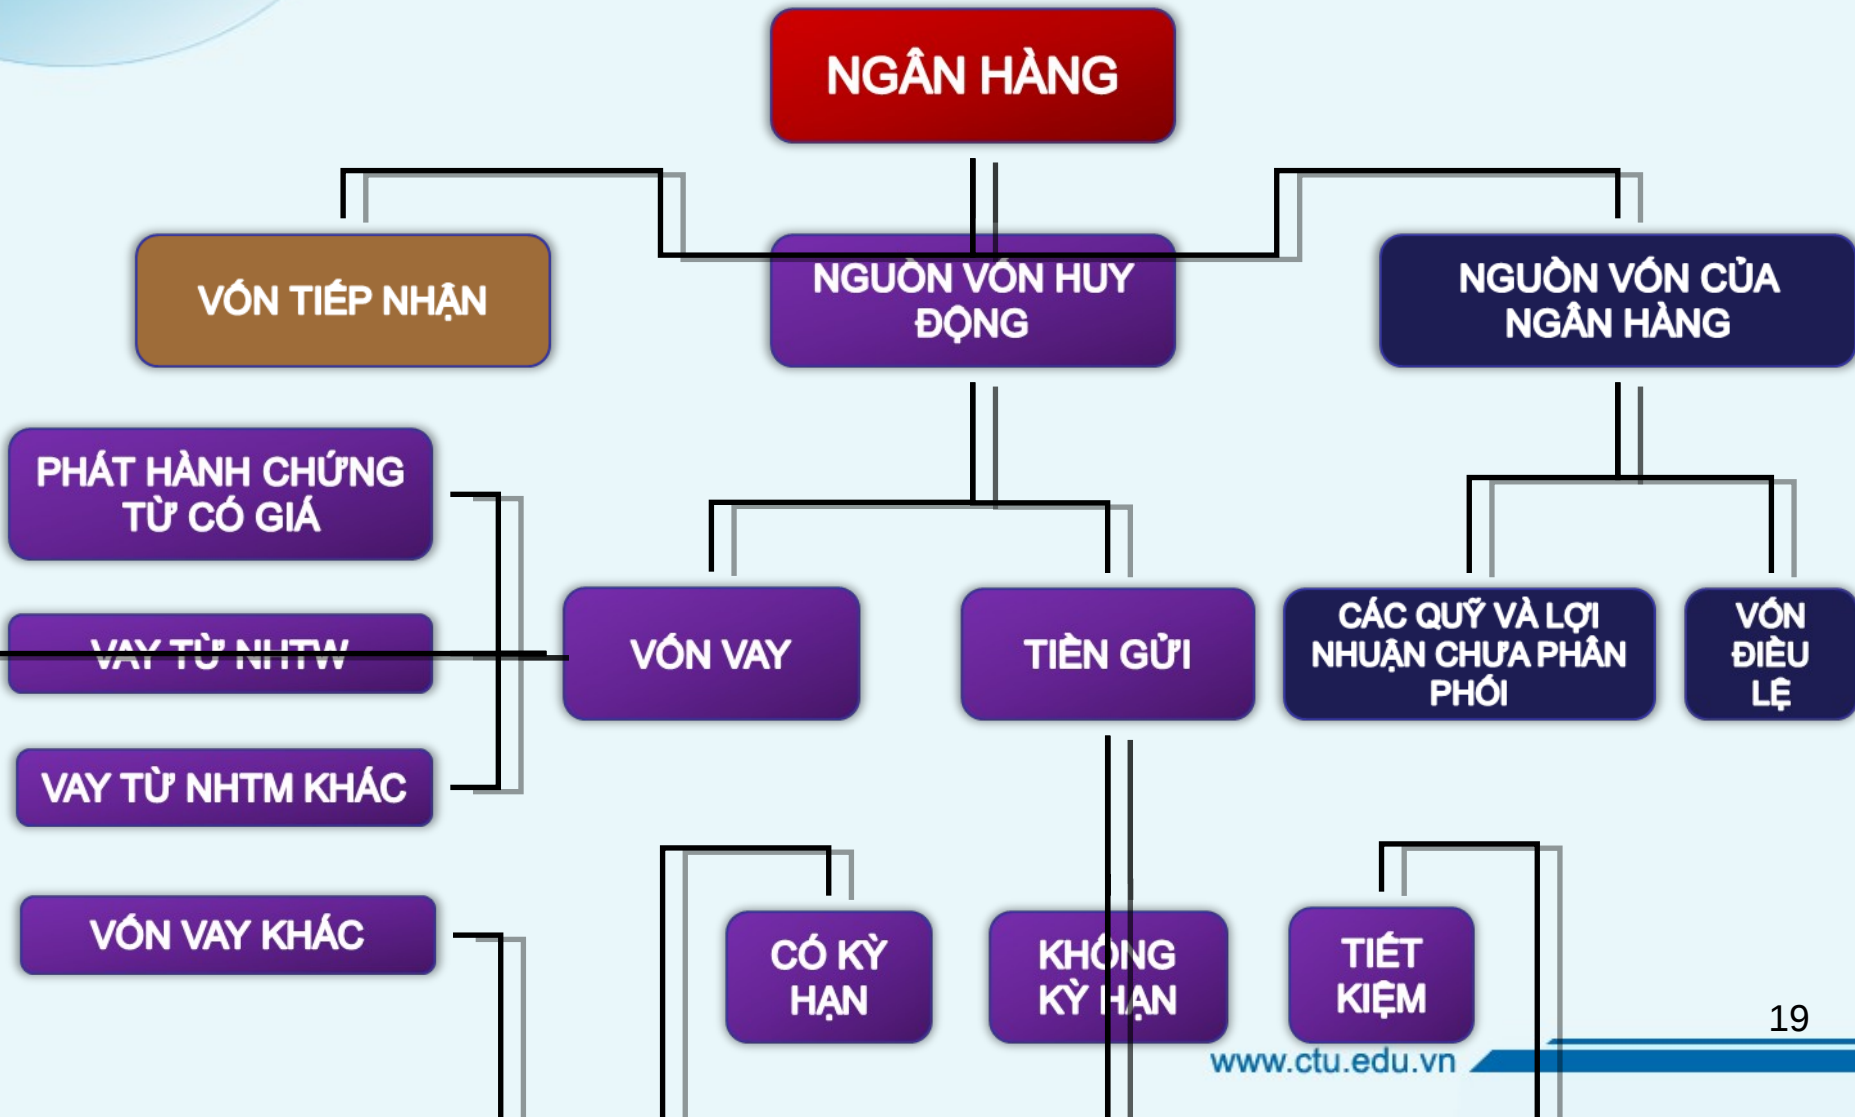 NGÂN HÀNG
VỐN TIẾP NHẬN
NGUỒN VỐN HUY
ĐỘNG
NGUỒN VỐN CỦA
NGÂN HÀNG
PHÁT HÀNH CHỨNG
TỪ CÓ GIÁ
VAY TỪ NHTW
VAY TỪ NHTM KHÁC
VỐN VAY KHÁC
VỐN VAY
TIỀN GỬI
CÁC QUỸ VÀ LỢI
NHUẬN CHƯA PHÂN
PHỐI
VỐN
ĐIỀU
LỆ
CÓ KỲ
HẠN
KHÔNG
KỲ HẠN
TIẾT
KIỆM
19
www.ctu.edu.vn